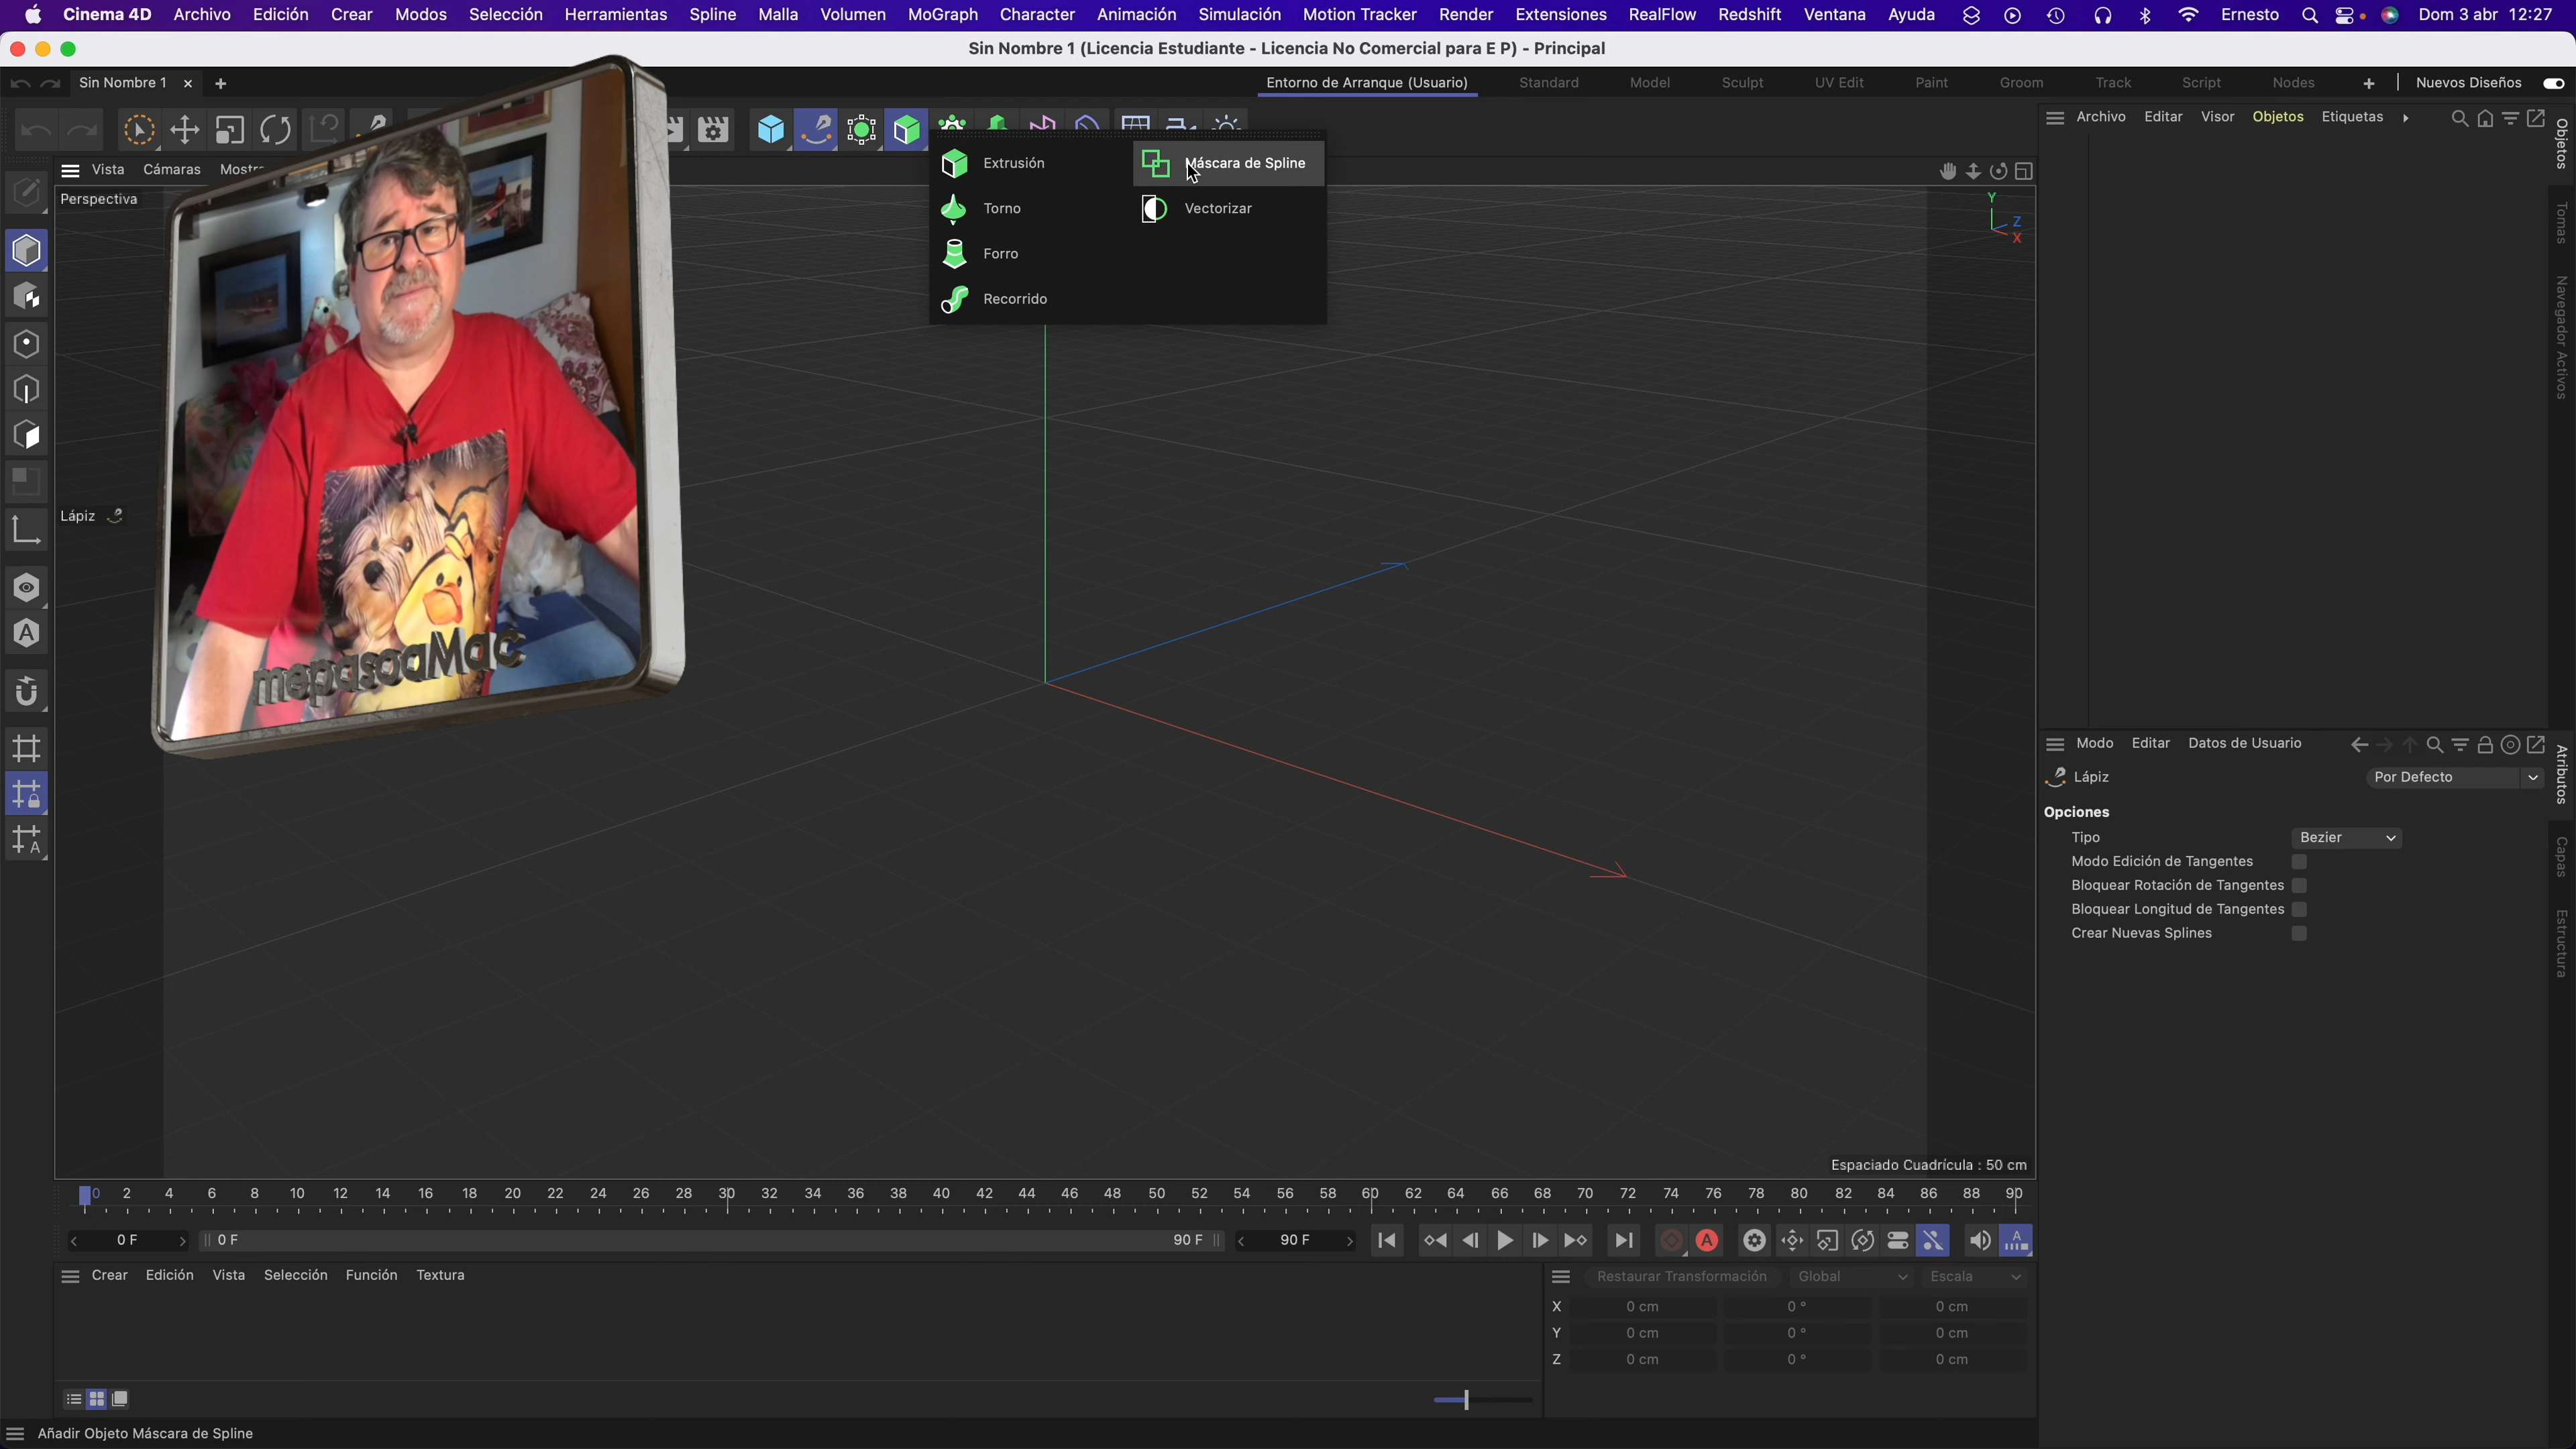 Cinema 4D Archivo Edición Crear Modos Selección Herramientas Spline Malla Volumen MoGraph Character Animación Simulación Motion Tracker Render Extensiones RealFlow Redshift Ventana Ayuda Ernesto Dom 3 abr 12:27
Sin Nombre 1 (Licencia Estudiante - Licencia No Comercial para E P) - Principal
Sin Nombre 1 Entorno de Arranque (Usuario) Standard Model Sculpt UV Edit Paint Groom Track Script Nodes Nuevos Diseños
Archivo Editar Visor Objetos Etiquetas
Vista Cámaras Mostr
Perspectiva
Extrusión Máscara de Spline
Torno Vectorizar
Forro
Recorrido
Y
Z
X
Lápiz
mepasoaMac
Objetos
Tomas
Navegador Activos
Modo Editar Datos de Usuario
Lápiz Por Defecto
Opciones
Tipo Bezier
Modo Edición de Tangentes
Bloquear Rotación de Tangentes
Bloquear Longitud de Tangentes
Crear Nuevas Splines
Atributos
Capas
Estructura
Espaciado Cuadrícula : 50 cm
0 2 4 6 8 10 12 14 16 18 20 22 24 26 28 30 32 34 36 38 40 42 44 46 48 50 52 54 56 58 60 62 64 66 68 70 72 74 76 78 80 82 84 86 88 90
0 F 0 F 90 F 90 F
Crear Edición Vista Selección Función Textura
Restaurar Transformación Global Escala
X 0 cm 0 ° 0 cm
Y 0 cm 0 ° 0 cm
Z 0 cm 0 ° 0 cm
Añadir Objeto Máscara de Spline